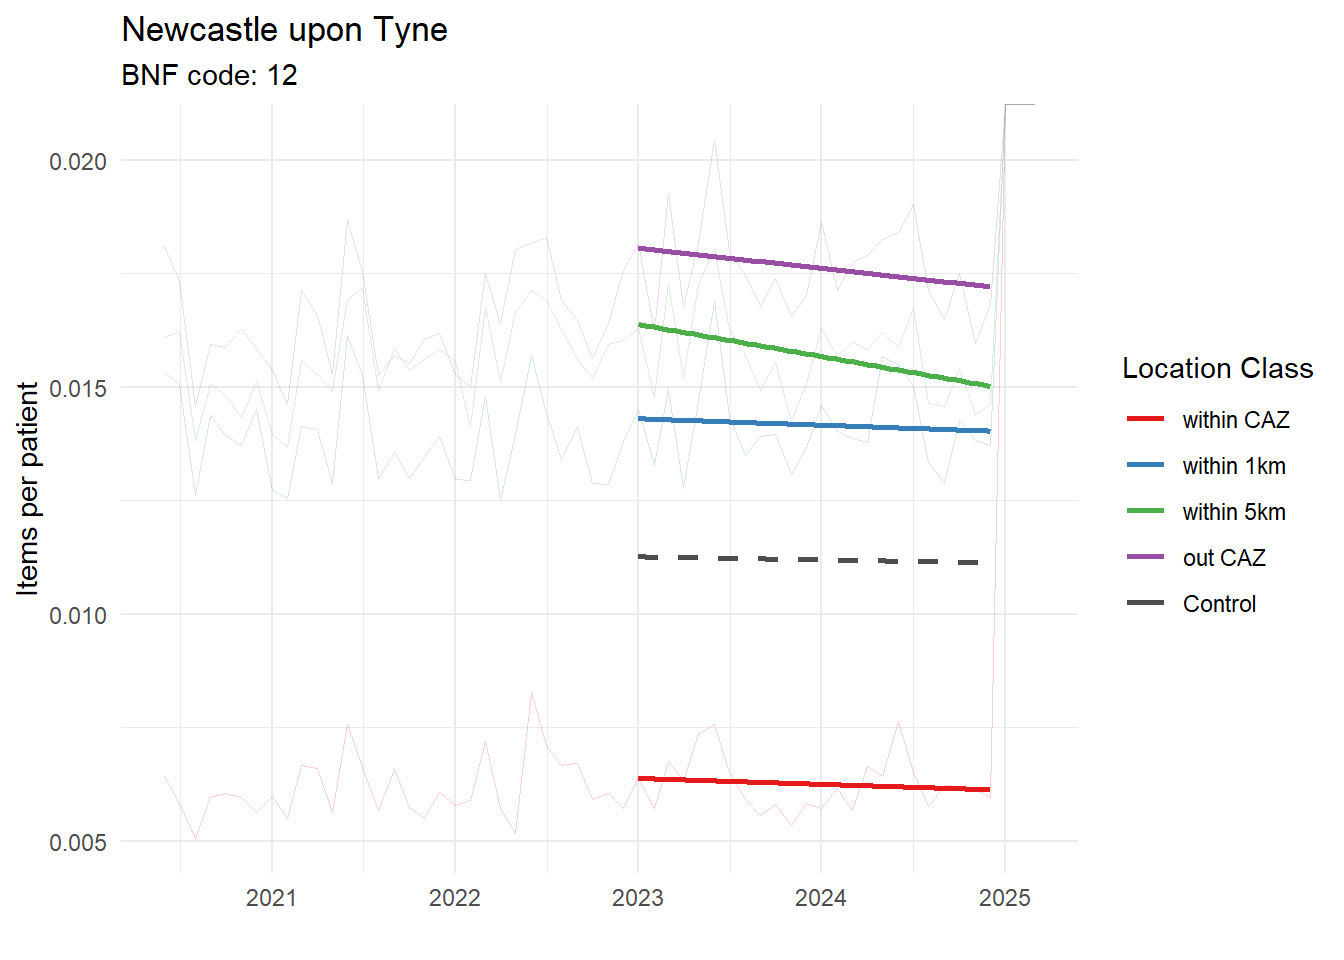 Newcastle upon Tyne
BNF code: 12
Items per patient
0.020
0.015
0.010
0.005
2021
2022
2023
2024
2025
Location Class
within CAZ
within 1km
within 5km
out CAZ
Control